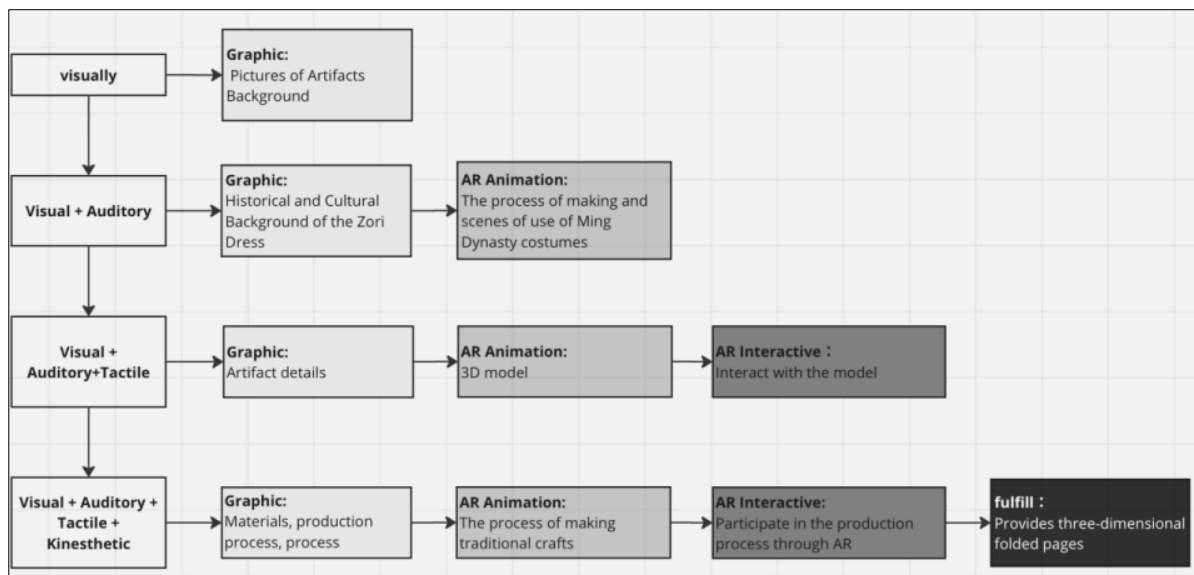 visually
Graphic:
Pictures of Artifacts
Background
Visual + Auditory
Graphic:
Historical and Cultural
Background of the Zori
Dress
AR Animation:
The process of making and
scenes of use of Ming
Dynasty costumes
Visual +
Auditory+Tactile
Graphic:
Artifact details
AR Animation:
3D model
AR Interactive：
Interact with the model
Visual + Auditory +
Tactile +
Kinesthetic
Graphic:
Materials, production
process, process
AR Animation:
The process of making
traditional crafts
AR Interactive:
Participate in the production
process through AR
fulfill：
Provides three-dimensional
folded pages